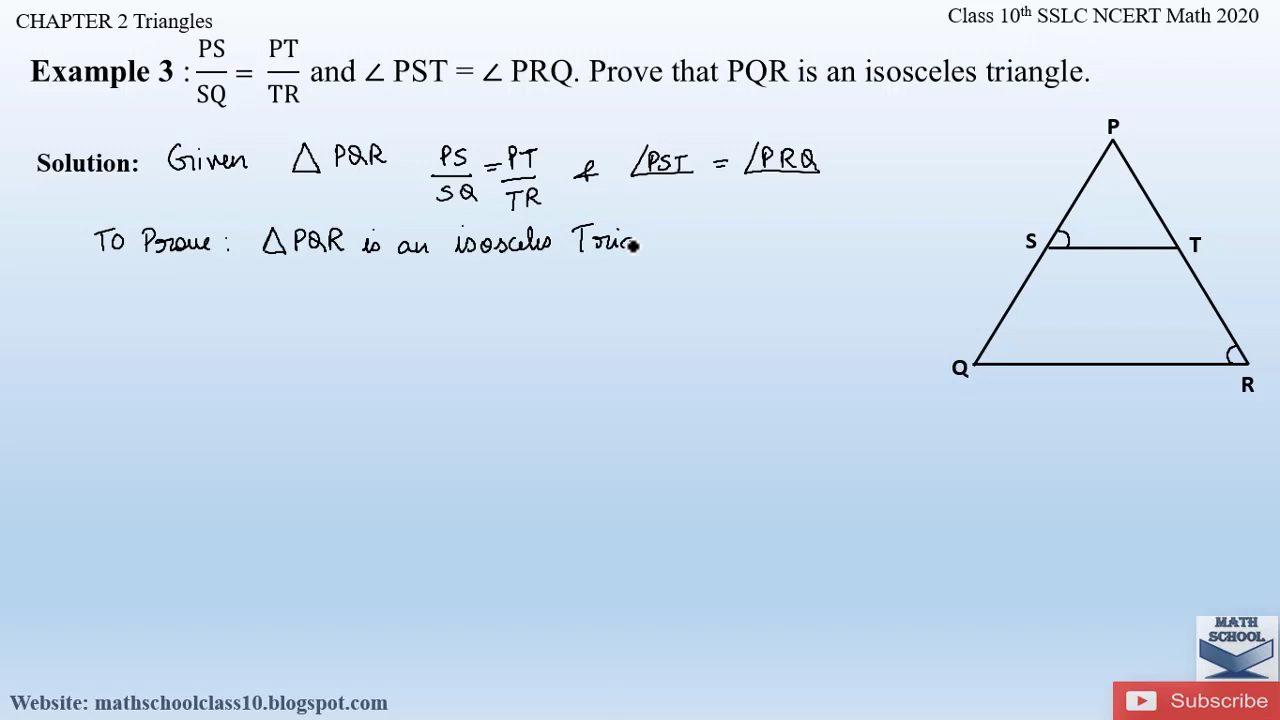 CHAPTER 2 Triangles
Class 10th SSLC NCERT Math 2020
Example 3 : PS/SQ = PT/TR and ∠ PST = ∠ PRQ. Prove that PQR is an isosceles triangle.
Solution: Given △ PQR PS/SQ = PT/TR & ∠PST = ∠PRQ
To Prove : △ PQR is an isosceles Tria
P
S
T
Q
R
MATH
SCHOOL
Website: mathschoolclass10.blogspot.com
Subscribe